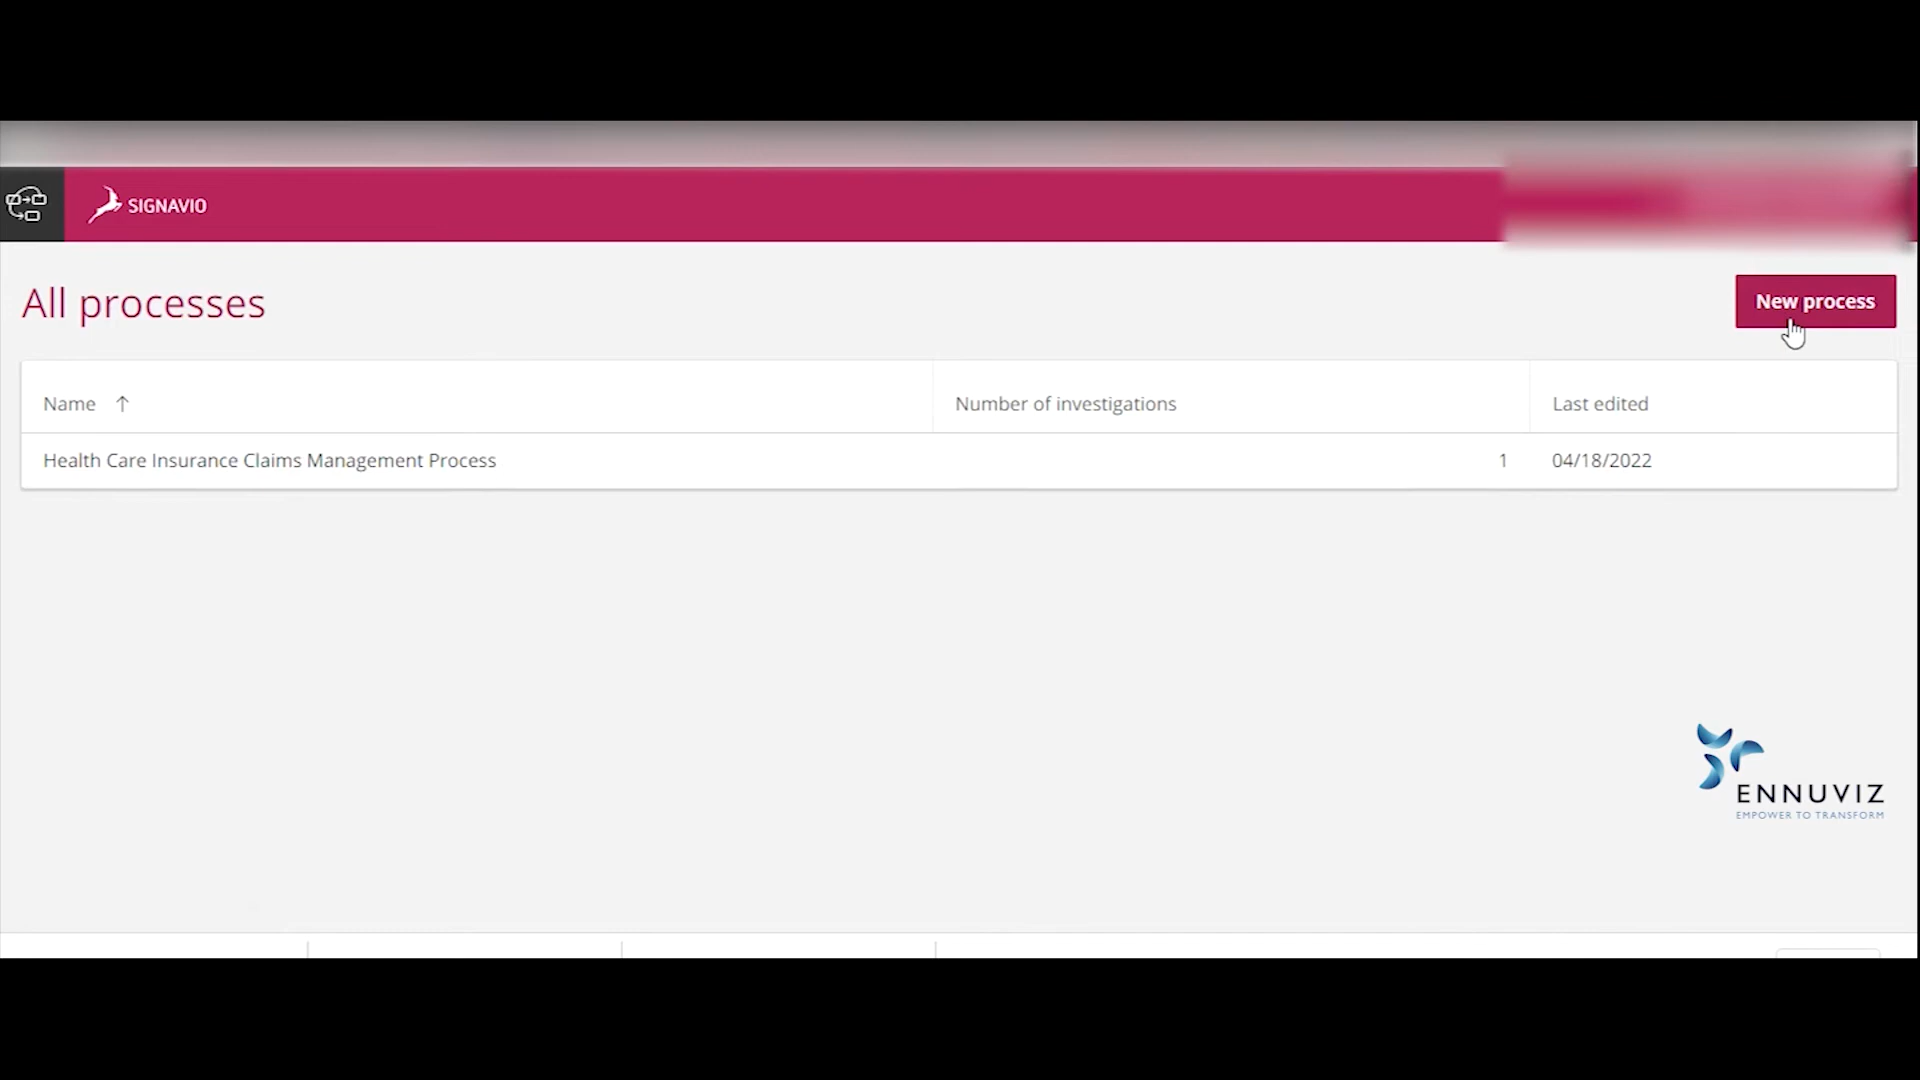 SIGNAVIO
All processes
New process
Name ↑
Number of investigations
Last edited
Health Care Insurance Claims Management Process
1
04/18/2022
ENNUVIZ
EMPOWER TO TRANSFORM